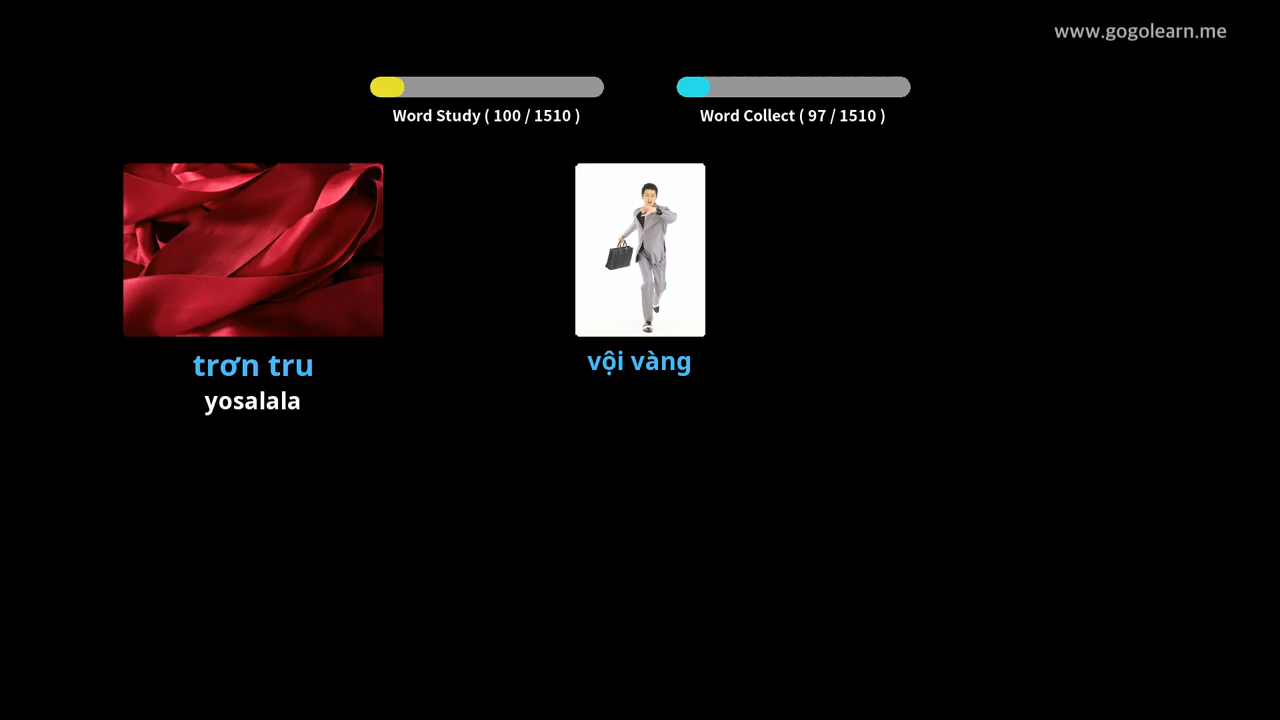 www.gogolearn.me
Word Study ( 100 / 1510 )
Word Collect ( 97 / 1510 )
trơn tru
yosalala
vội vàng